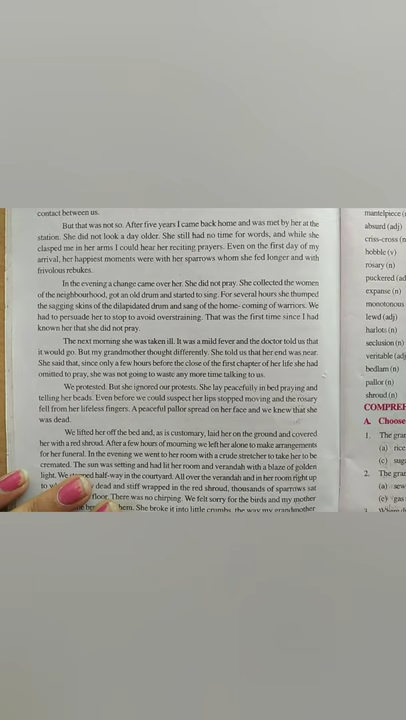 contact between us.
But that was not so. After five years I came back home and was met by her at the
station. She did not look a day older. She still had no time for words, and while she
clasped me in her arms I could hear her reciting prayers. Even on the first day of my
arrival, her happiest moments were with her sparrows whom she fed longer and with
frivolous rebukes.
In the evening a change came over her. She did not pray. She collected the women
of the neighbourhood, got an old drum and started to sing. For several hours she thumped
the sagging skins of the dilapidated drum and sang of the home- coming of warriors. We
had to persuade her to stop to avoid overstraining. That was the first time since I had
known her that she did not pray.
The next morning she was taken ill. It was a mild fever and the doctor told us that
it would go. But my grandmother thought differently. She told us that her end was near.
She said that, since only a few hours before the close of the first chapter of her life she had
omitted to pray, she was not going to waste any more time talking to us.
We protested. But she ignored our protests. She lay peacefully in bed praying and
telling her beads. Even before we could suspect her lips stopped moving and the rosary
fell from her lifeless fingers. A peaceful pallor spread on her face and we knew that she
was dead.
We lifted her off the bed and, as is customary, laid her on the ground and covered
her with a red shroud. After a few hours of mourning we left her alone to make arrangements
for her funeral. In the evening we went to her room with a crude stretcher to take her to be
cremated. The sun was setting and had lit her room and verandah with a blaze of golden
light. We stopped half-way in the courtyard. All over the verandah and in her room right up
to dead and stiff wrapped in the red shroud, thousands of sparrows sat
floor. There was no chirping. We felt sorry for the birds and my mother
them. She broke it into little crumbs, the way my grandmother
mantelpiece
absurd (adj)
criss-cross (n
hobble (v)
rosary (n)
puckered (ad
expanse (n)
monotonous
lewd (adj)
harlots (n)
seclusion (n)
veritable (adj
bedlam (n)
pallor (n)
shroud (n)
COMPREH
A. Choose
1. The gran
(a) rice
(c) suga
2. The gran
(a) sew
(c) gas